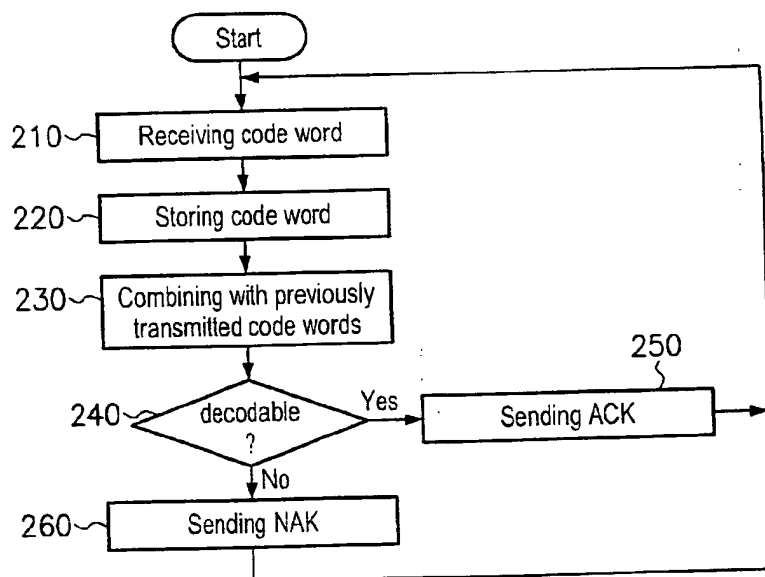 Start
210
Receiving code word
220
Storing code word
230
Combining with previously
transmitted code words
240
decodable
?
Yes
250
Sending ACK
No
260
Sending NAK